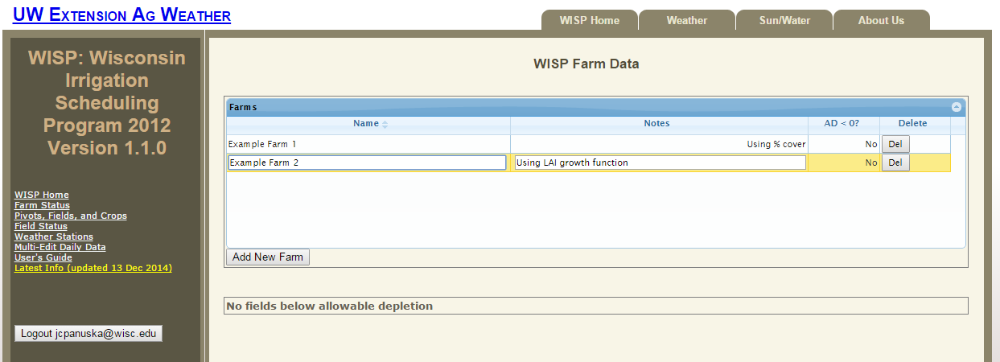 UW Extension Ag Weather
WISP Home Weather Sun/Water About Us
WISP: Wisconsin
Irrigation
Scheduling
Program 2012
Version 1.1.0
WISP Home
Farm Status
Pivots, Fields, and Crops
Field Status
Weather Stations
Multi-Edit Daily Data
User's Guide
Latest Info (updated 13 Dec 2014)
Logout jcpanuska@wisc.edu
WISP Farm Data
Farms
Name Notes AD < 0? Delete
Example Farm 1 Using % cover No Del
Example Farm 2 Using LAI growth function No Del
Add New Farm
No fields below allowable depletion